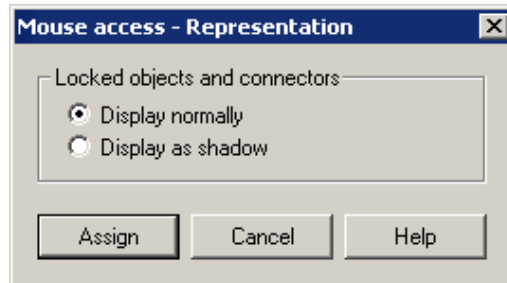 Mouse access - Representation
Locked objects and connectors
Display normally
Display as shadow
Assign Cancel Help